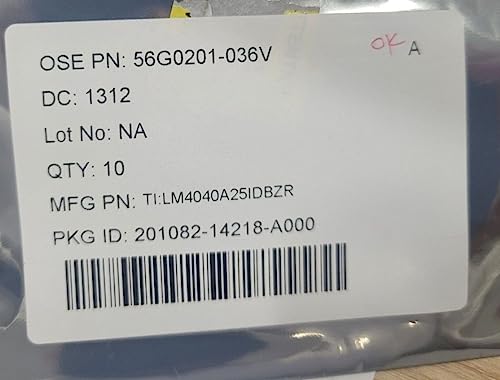 OSE PN: 56G0201-036V
OK A
DC: 1312
Lot No: NA
QTY: 10
MFG PN: TI:LM4040A25IDBZR
PKG ID: 201082-14218-A000